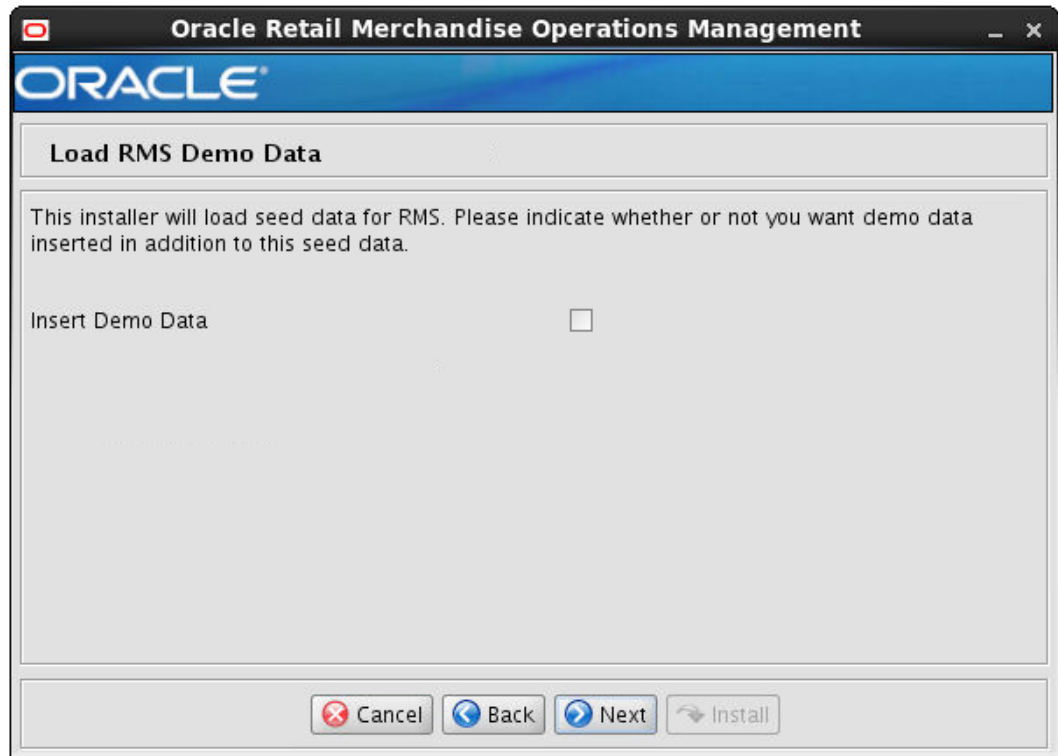 Oracle Retail Merchandise Operations Management
ORACLE
Load RMS Demo Data
This installer will load seed data for RMS. Please indicate whether or not you want demo data
inserted in addition to this seed data.
Insert Demo Data
Cancel Back Next Install